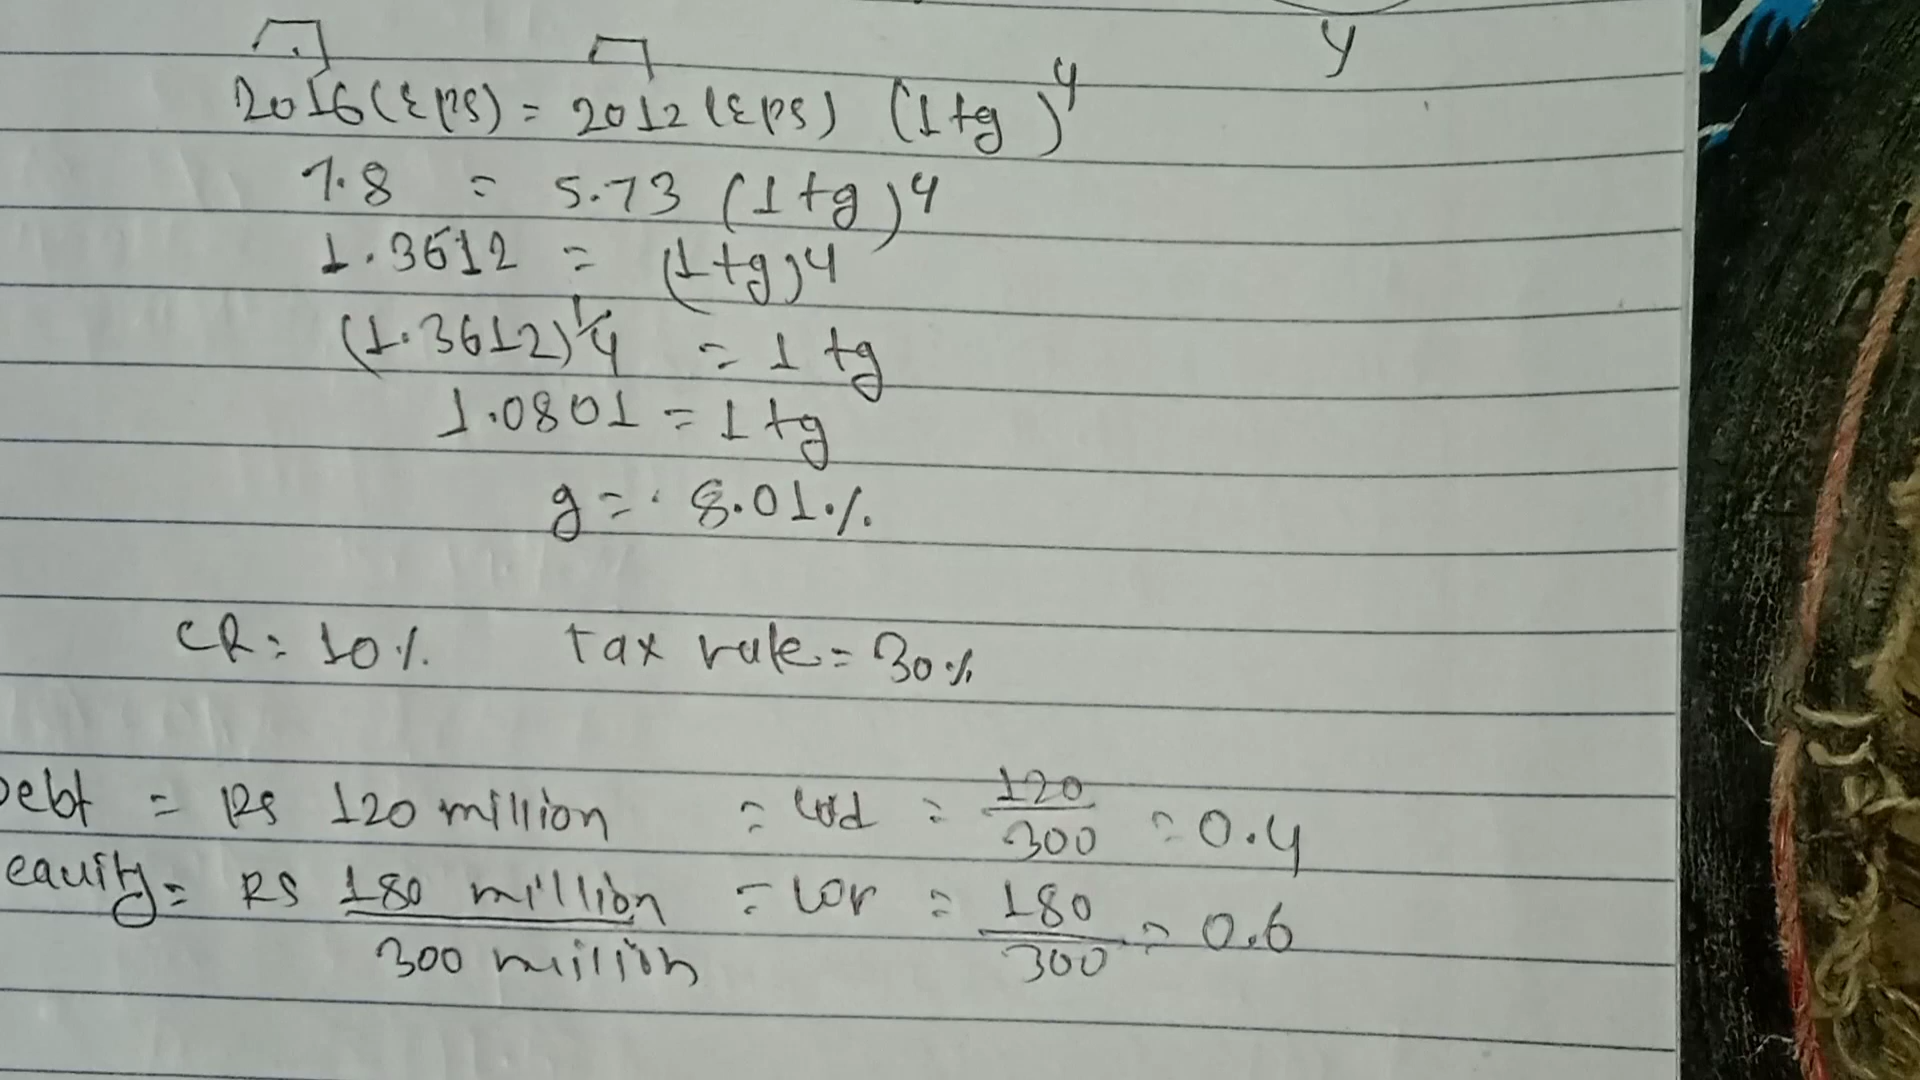 y
2016(EPS) = 2012(EPS) (1+g)^4
7.8 = 5.73 (1+g)^4
1.3612 = (1+g)^4
(1.3612)^1/4 = 1+g
1.0801 = 1+g
g = 8.01%
CR = 10% tax rate = 30%
Debt = RS 120 million = wd = 120/300 = 0.4
equity = RS 180 million = = 180/300 = 0.6
300 million